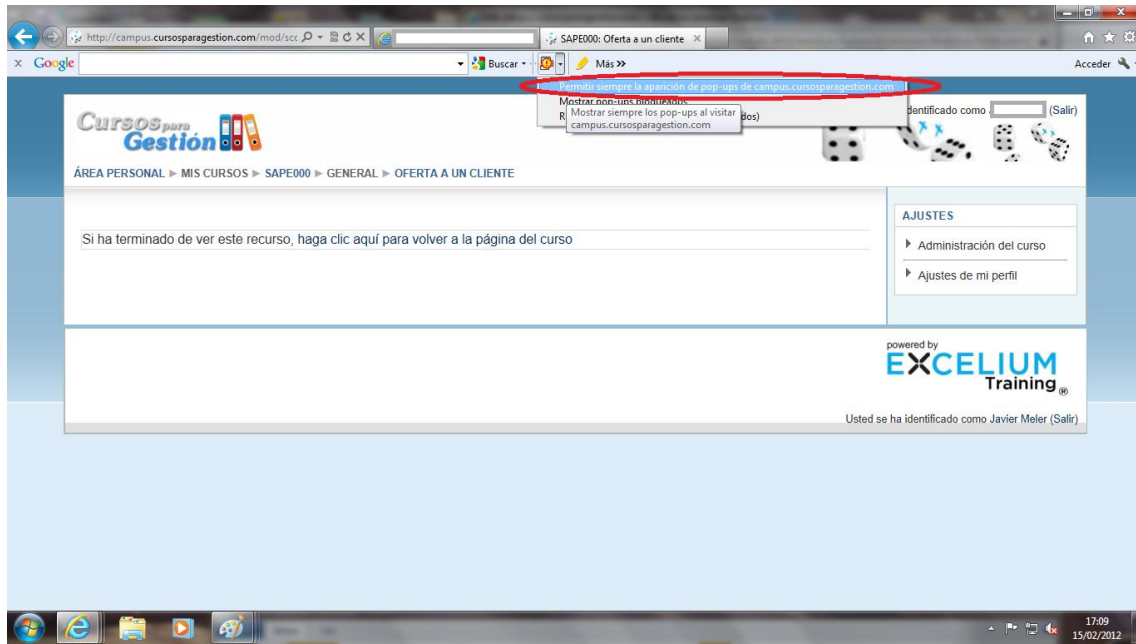 http://campus.cursosparagestion.com/mod/scc
SAPE000: Oferta a un cliente
x Google
Buscar
Más >>
Acceder
Permitir siempre la aparición de pop-ups de campus.cursosparagestion.com
Mostrar pop-ups bloqueados
Mostrar siempre los pop-ups al visitar
campus.cursosparagestion.com
dos)
dentificado como
(Salir)
Cursos para
Gestión
ÁREA PERSONAL ► MIS CURSOS ► SAPE000 ► GENERAL ► OFERTA A UN CLIENTE
Si ha terminado de ver este recurso, haga clic aquí para volver a la página del curso
AJUSTES
Administración del curso
Ajustes de mi perfil
powered by
EXCELIUM
Training ®
Usted se ha identificado como Javier Meler (Salir)
17:09
15/02/2012